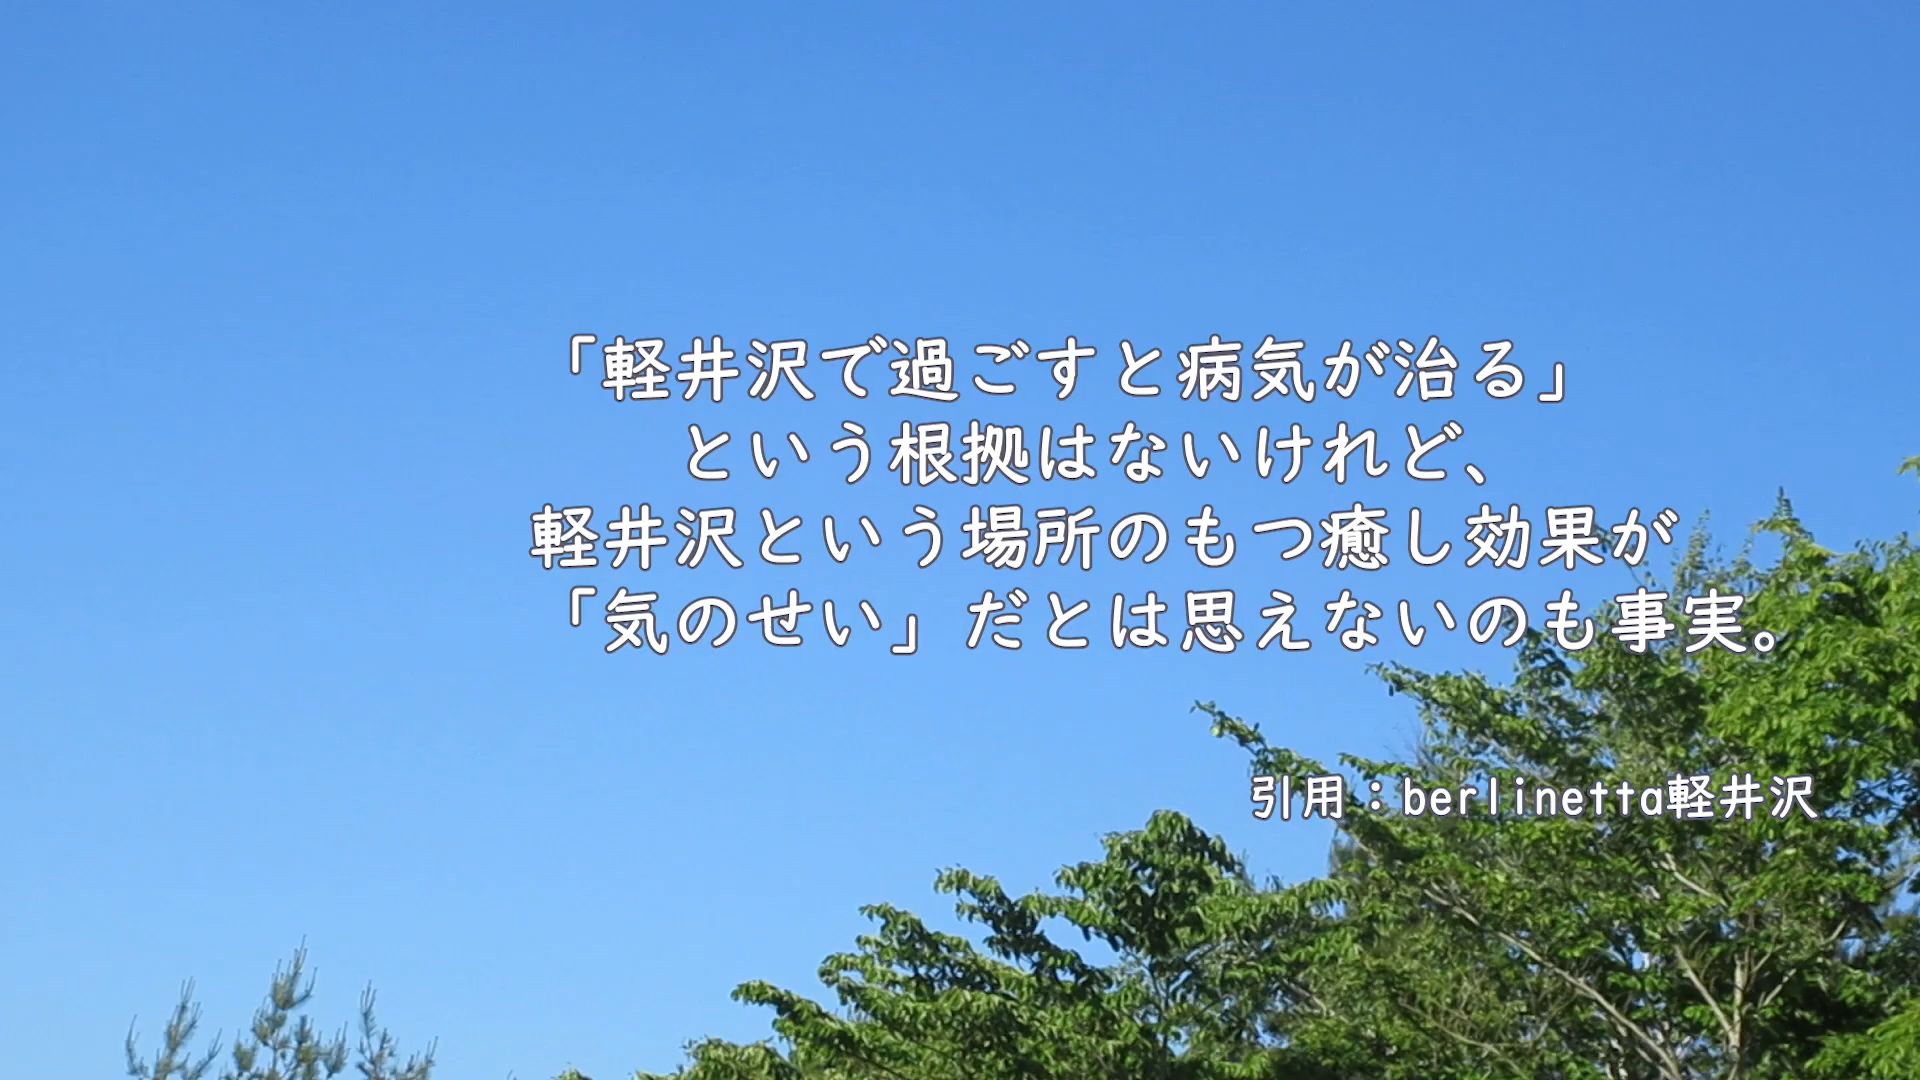 「軽井沢で過ごすと病気が治る」
という根拠はないけれど、
軽井沢という場所のもつ癒し効果が
「気のせい」だとは思えないのも事実。
引用：berlinetta軽井沢